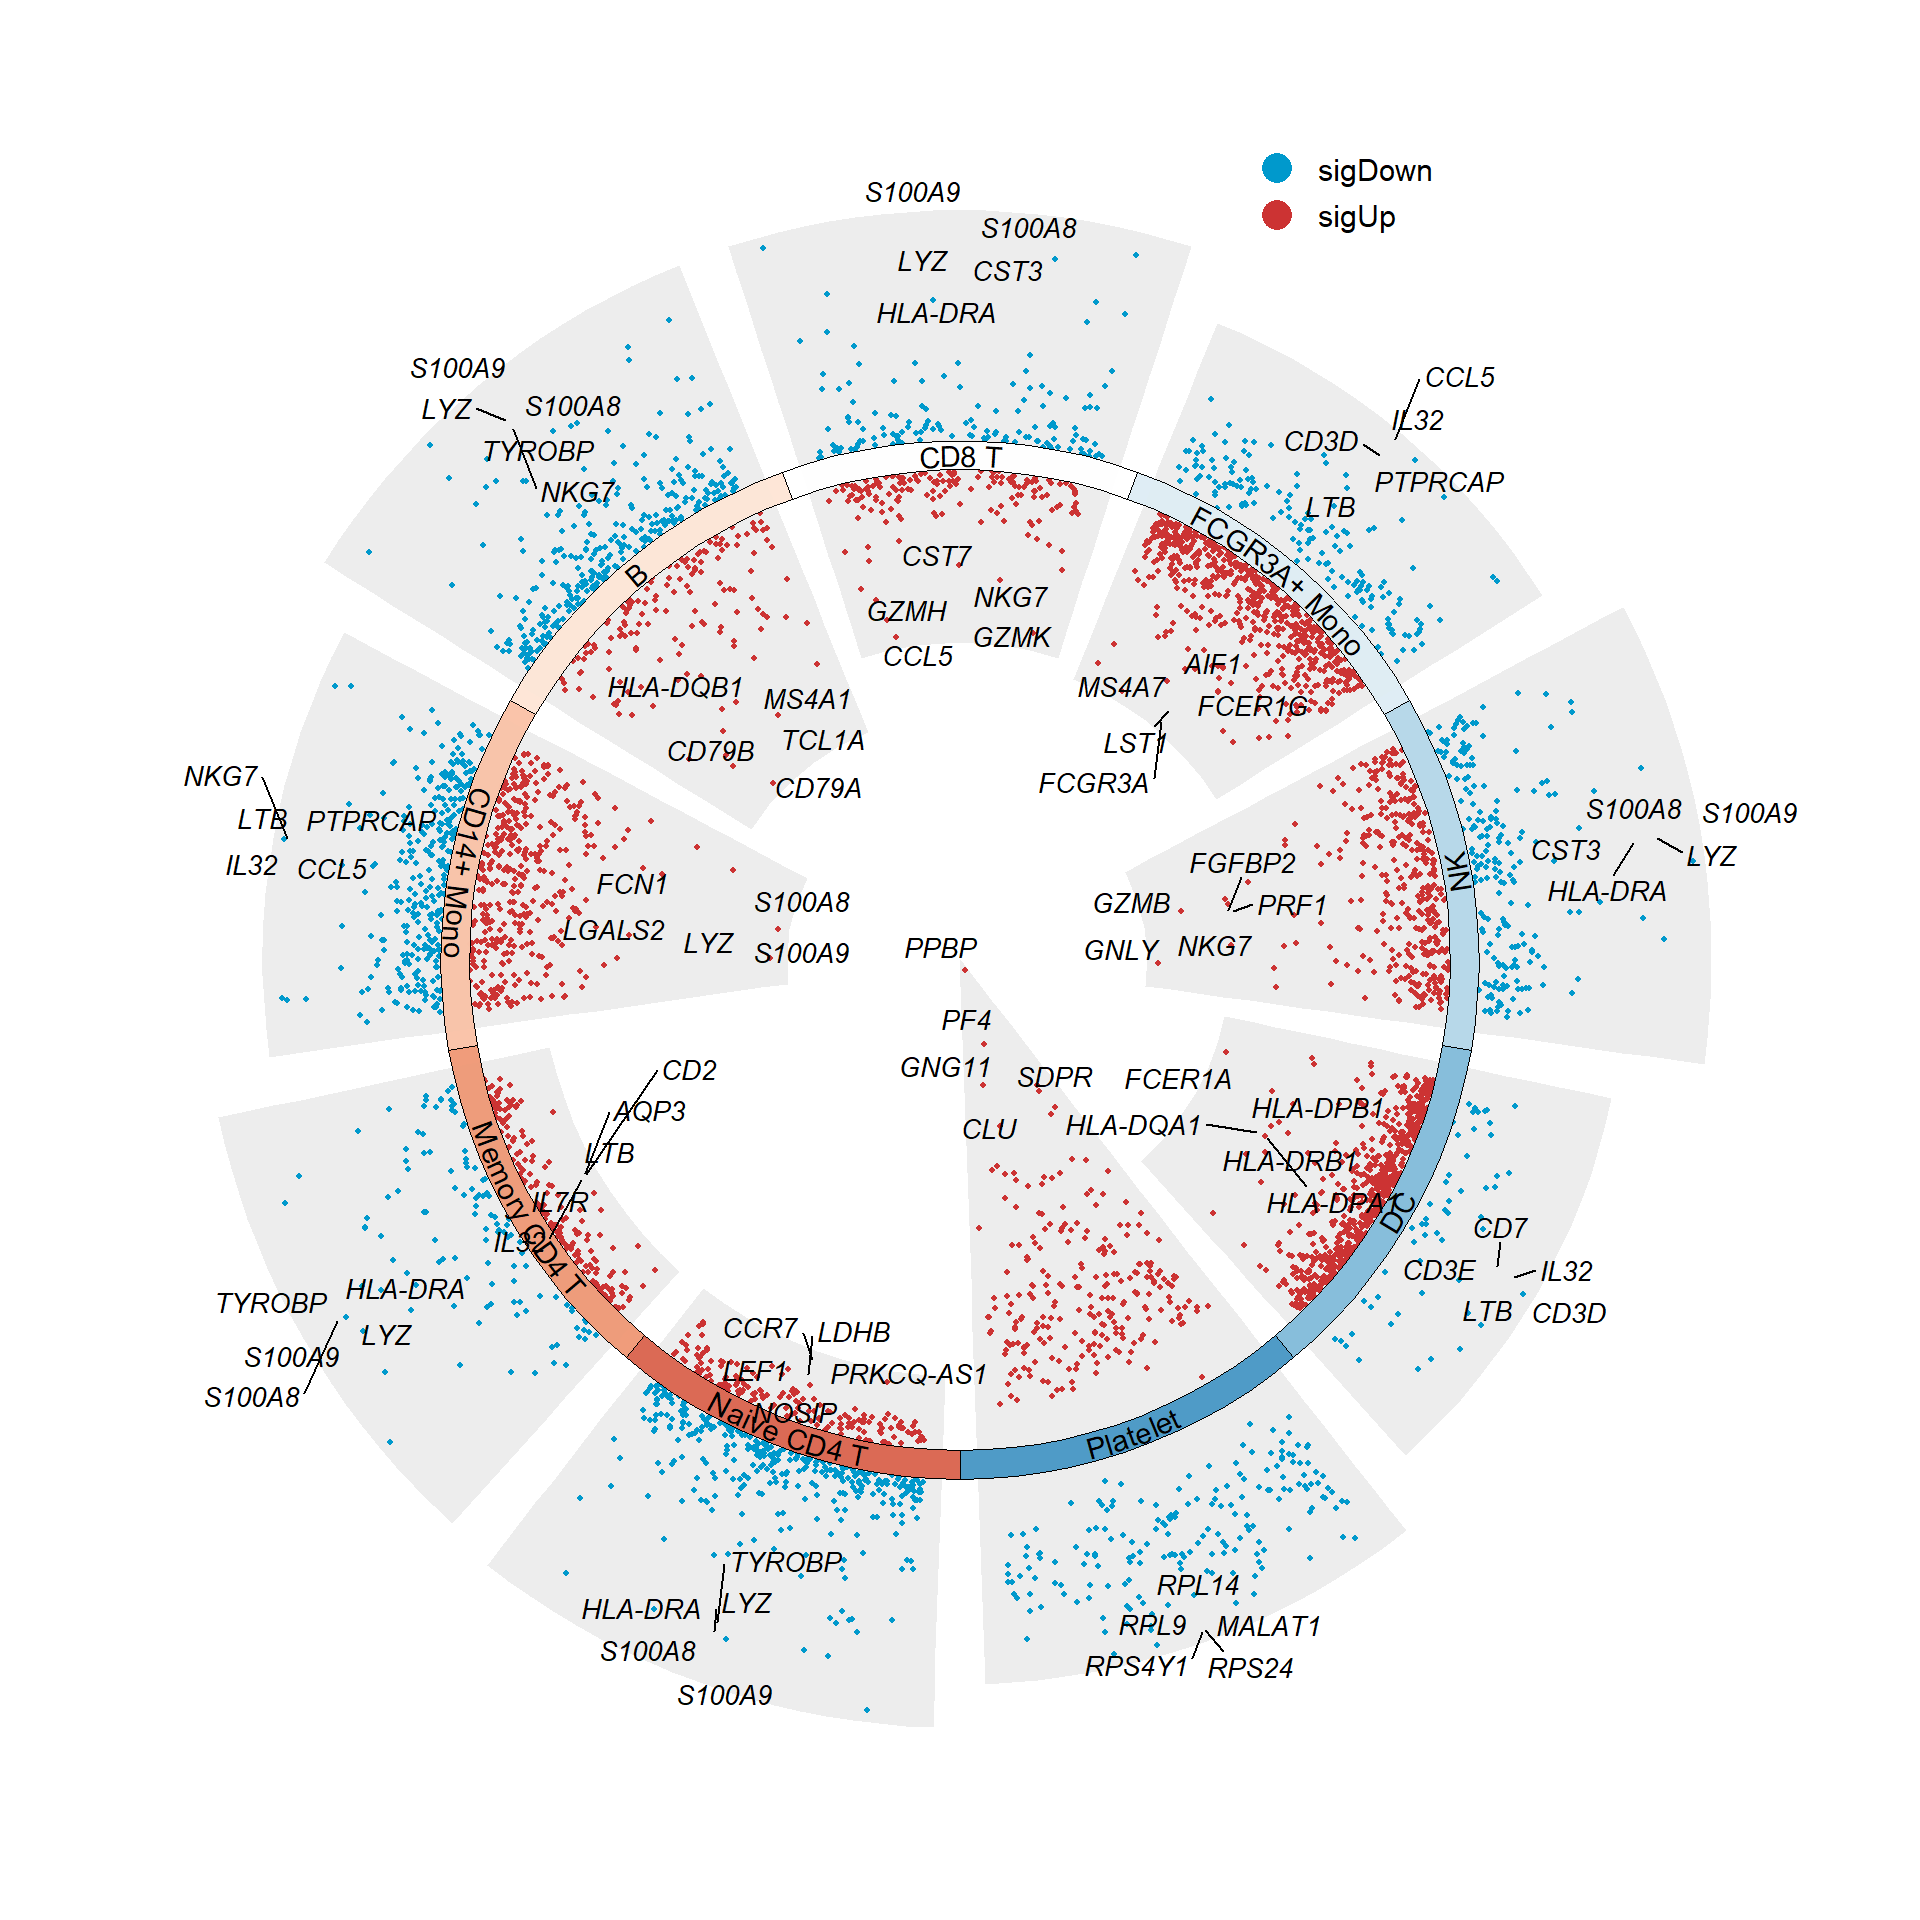 sigDown
sigUp
S100A9
S100A8
LYZ
CST3
HLA-DRA
CD8 T
CST7
NKG7
GZMH
GZMK
CCL5
CCL5
IL32
CD3D
PTPRCAP
LTB
FCGR3A+ Mono
AIF1
MS4A7
FCER1G
LST1
FCGR3A
S100A8
S100A9
CST3
LYZ
HLA-DRA
NK
FGFBP2
GZMB
PRF1
GNLY
NKG7
FCER1A
HLA-DPB1
HLA-DQA1
HLA-DRB1
HLA-DPA1
DC
CD7
CD3E
IL32
LTB
CD3D
PPBP
PF4
GNG11
SDPR
CLU
Platelet
RPL14
RPL9
MALAT1
RPS4Y1
RPS24
CCR7
LDHB
LEF1
PRKCQ-AS1
NOSIP
Naive CD4 T
TYROBP
LYZ
HLA-DRA
S100A8
S100A9
CD2
AQP3
LTB
IL7R
IL32
Memory CD4 T
HLA-DRA
TYROBP
LYZ
S100A9
S100A8
NKG7
LTB
PTPRCAP
IL32
CCL5
CD14+ Mono
FCN1
S100A8
LGALS2
LYZ
S100A9
S100A9
LYZ
S100A8
TYROBP
NKG7
B
HLA-DQB1
MS4A1
CD79B
TCL1A
CD79A